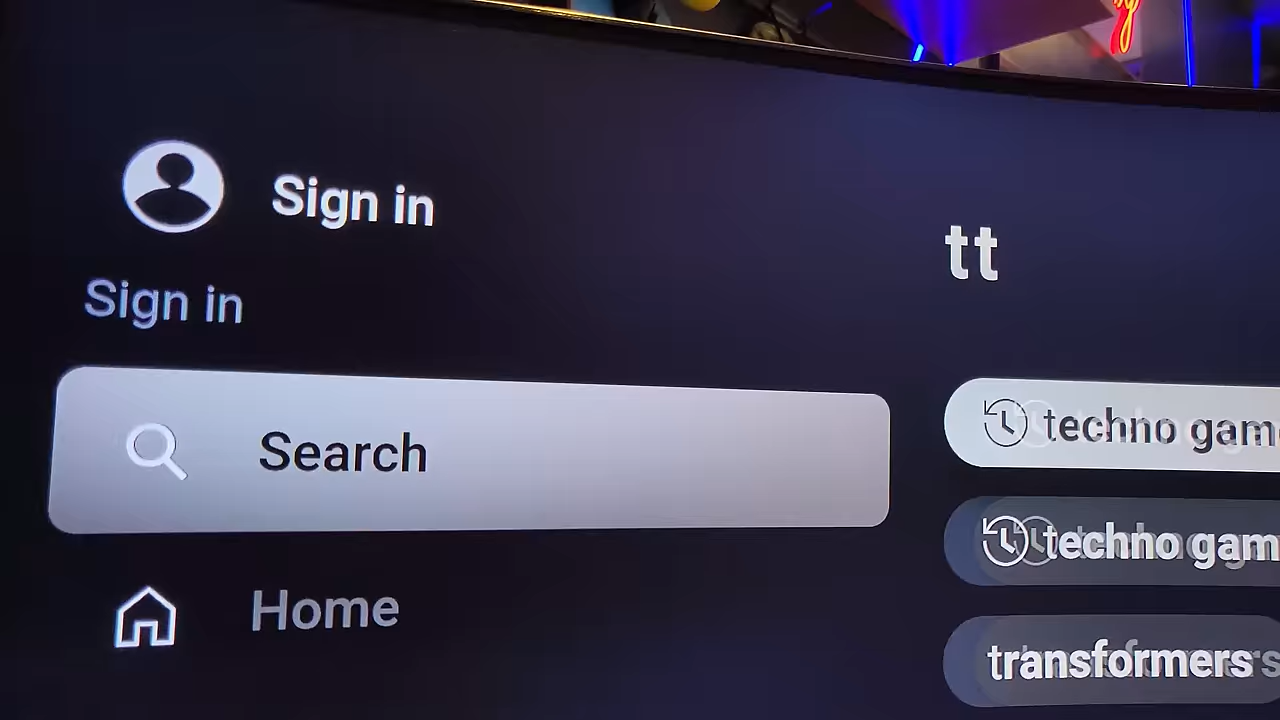 Sign in
Sign in
Search
Home
tt
techno gam
techno gam
transformers